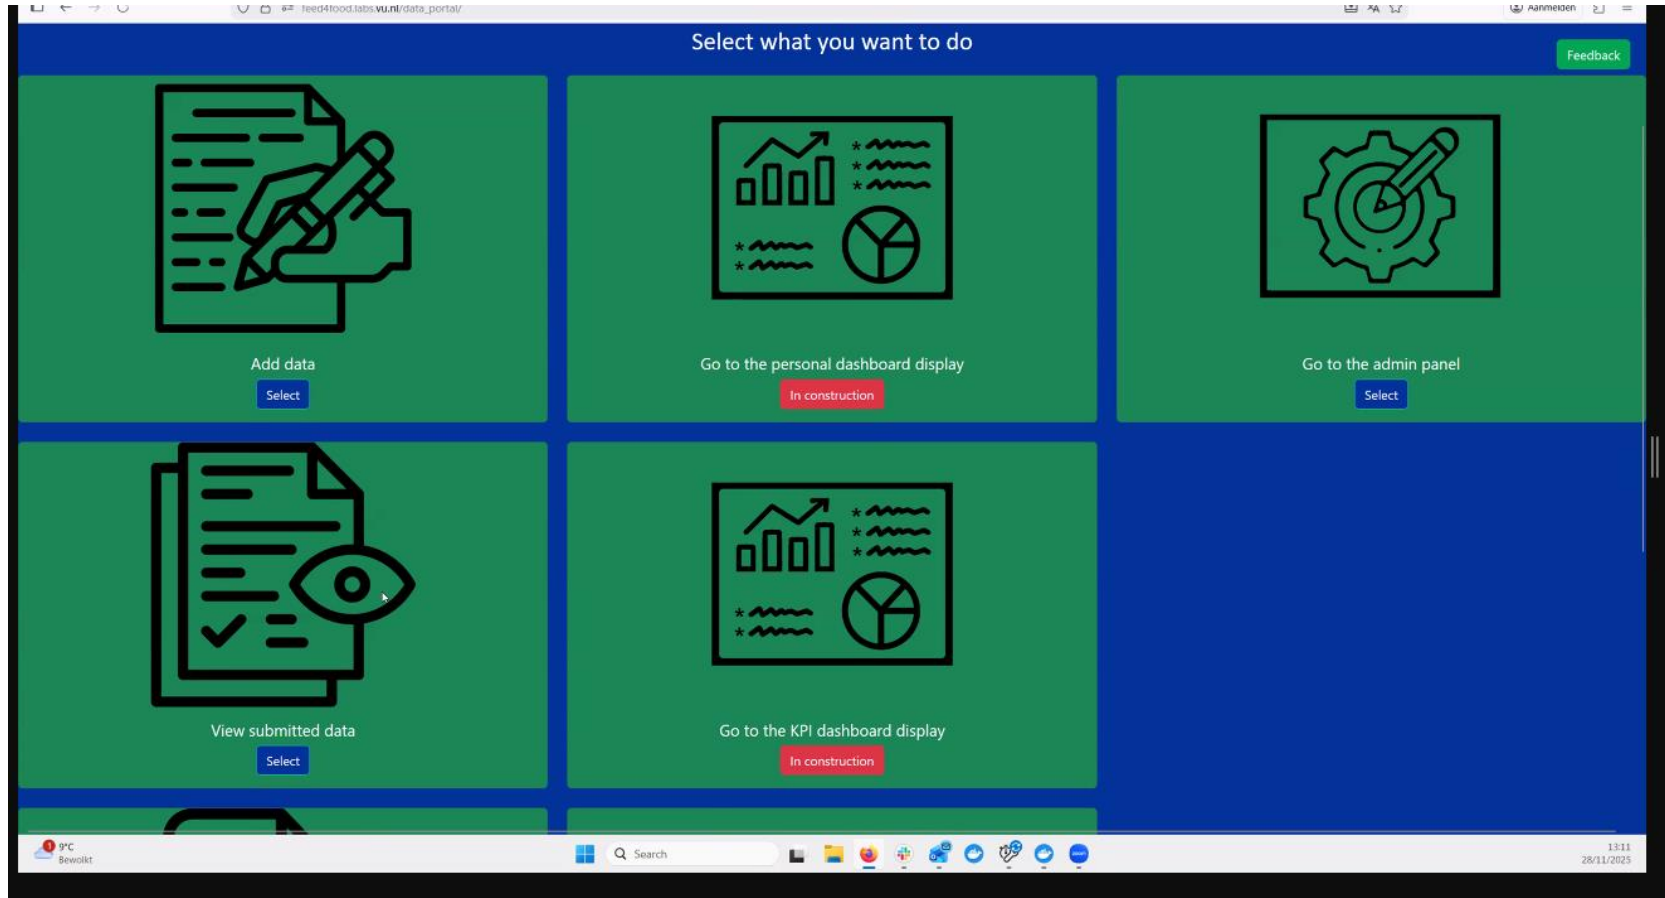 feed4food.labs.vu.nl/data_portal/
Aanmelden
Select what you want to do
Feedback
Add data
Select
Go to the personal dashboard display
In construction
Go to the admin panel
Select
View submitted data
Select
Go to the KPI dashboard display
In construction
1
9°C
Bewolkt
Search
13:11
28/11/2025